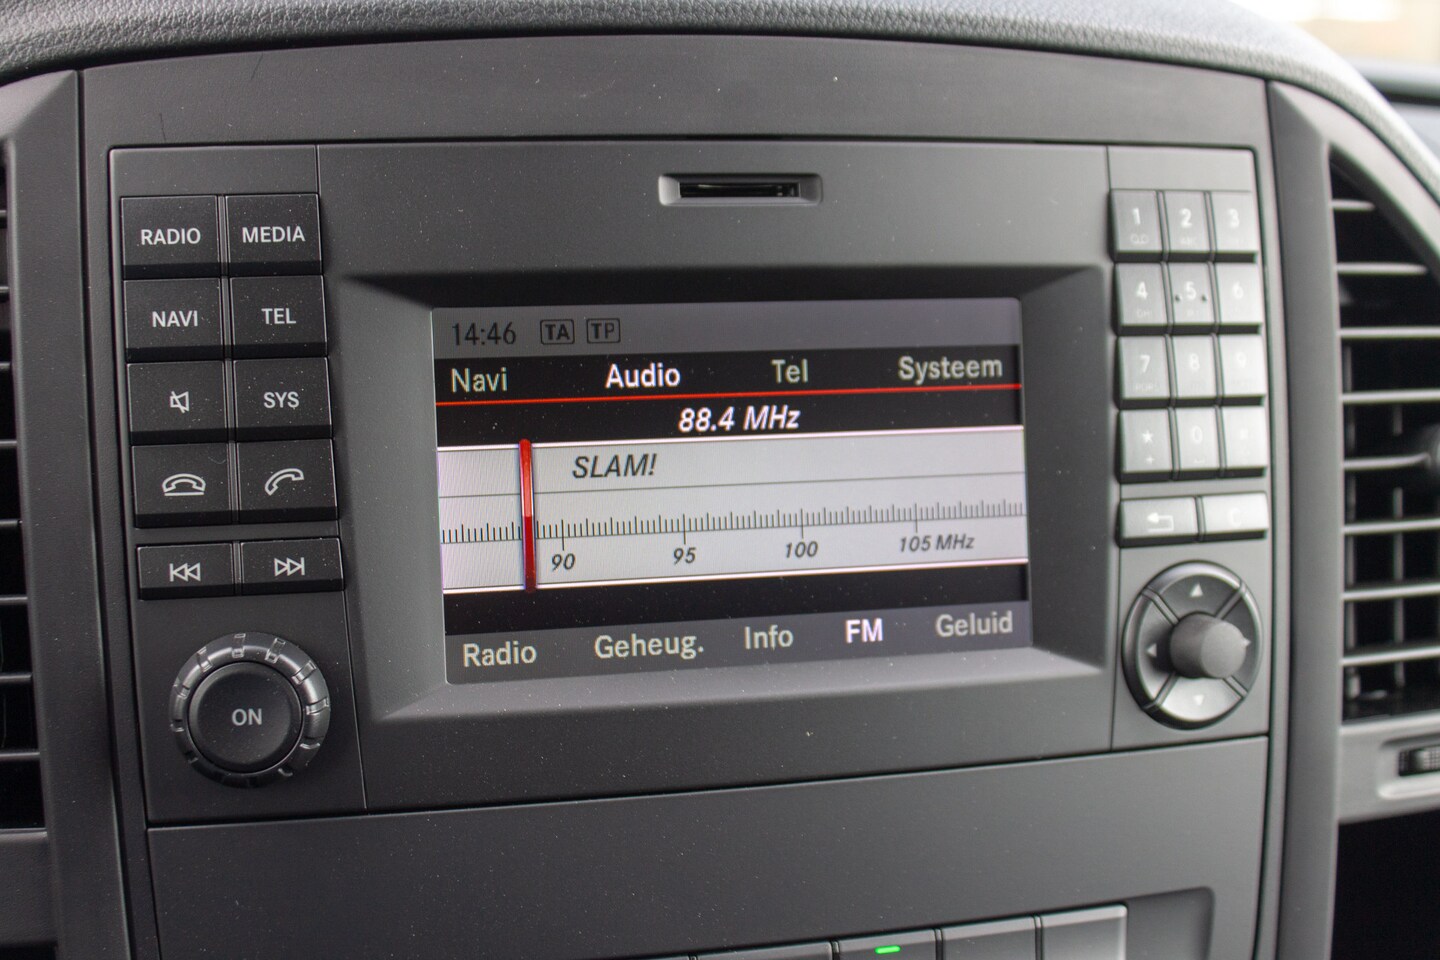 RADIO MEDIA
NAVI TEL
SYS
ON
14:46 TA TP
Navi Audio Tel Systeem
88.4 MHz
SLAM!
90 95 100 105 MHz
Radio Geheug. Info FM Geluid
1 2 3
4 5 6
7 8 9
* 0
C